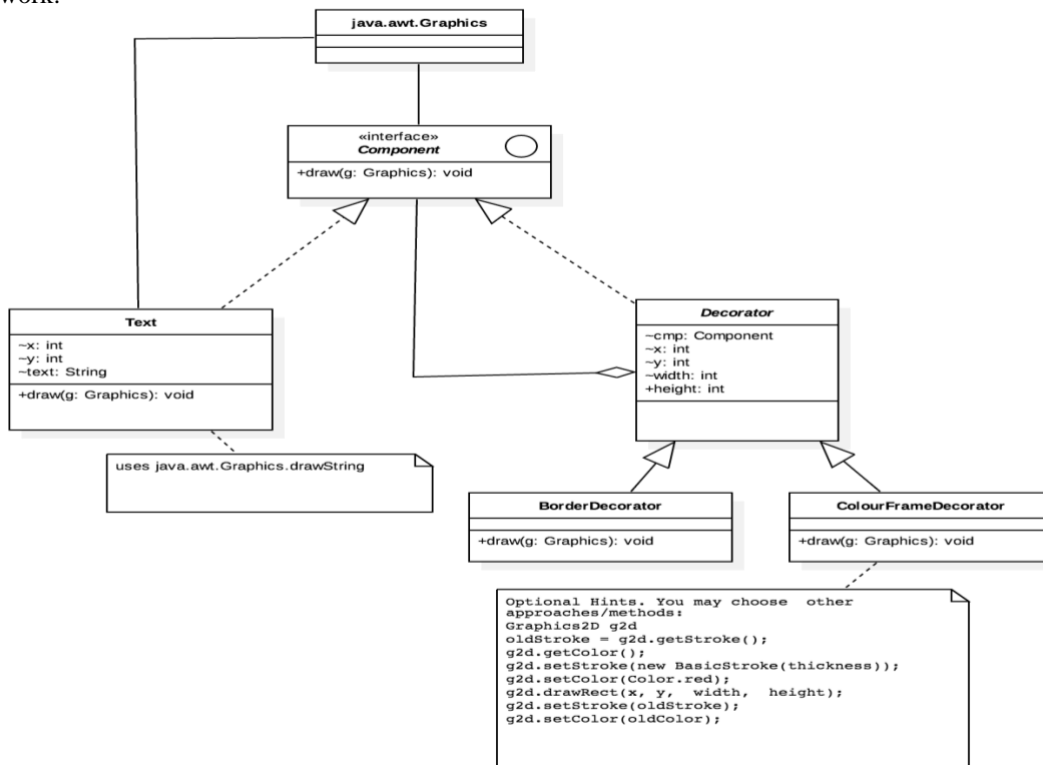 work.
java.awt.Graphics
«interface»
Component
+draw(g: Graphics): void
Text
~x: int
~y: int
~text: String
+draw(g: Graphics): void
uses java.awt.Graphics.drawString
Decorator
~cmp: Component
~x: int
~y: int
~width: int
+height: int
BorderDecorator
+draw(g: Graphics): void
ColourFrameDecorator
+draw(g: Graphics): void
Optional Hints. You may choose other
approaches/methods:
Graphics2D g2d
oldStroke = g2d.getStroke();
g2d.getColor();
g2d.setStroke(new BasicStroke(thickness));
g2d.setColor(Color.red);
g2d.drawRect(x, y, width, height);
g2d.setStroke(oldStroke);
g2d.setColor(oldColor);